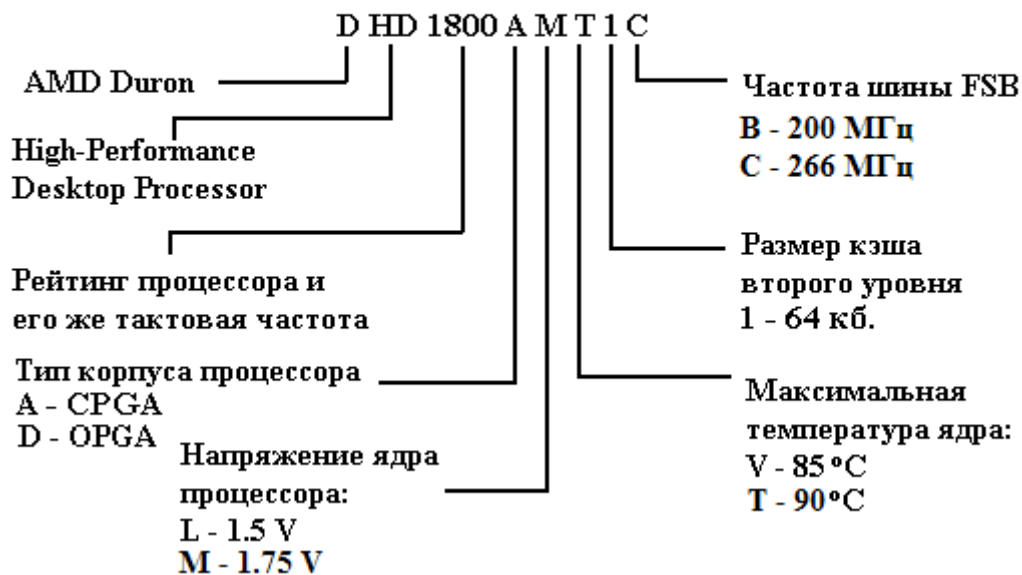 D HD 1800 A M T 1 C
AMD Duron
High-Performance
Desktop Processor
Рейтинг процессора и
его же тактовая частота
Тип корпуса процессора
A - CPGA
D - OPGA
Напряжение ядра
процессора:
L - 1.5 V
M - 1.75 V
Частота шины FSB
B - 200 МГц
C - 266 МГц
Размер кэша
второго уровня
1 - 64 кб.
Максимальная
температура ядра:
V - 85 °C
T - 90 °C